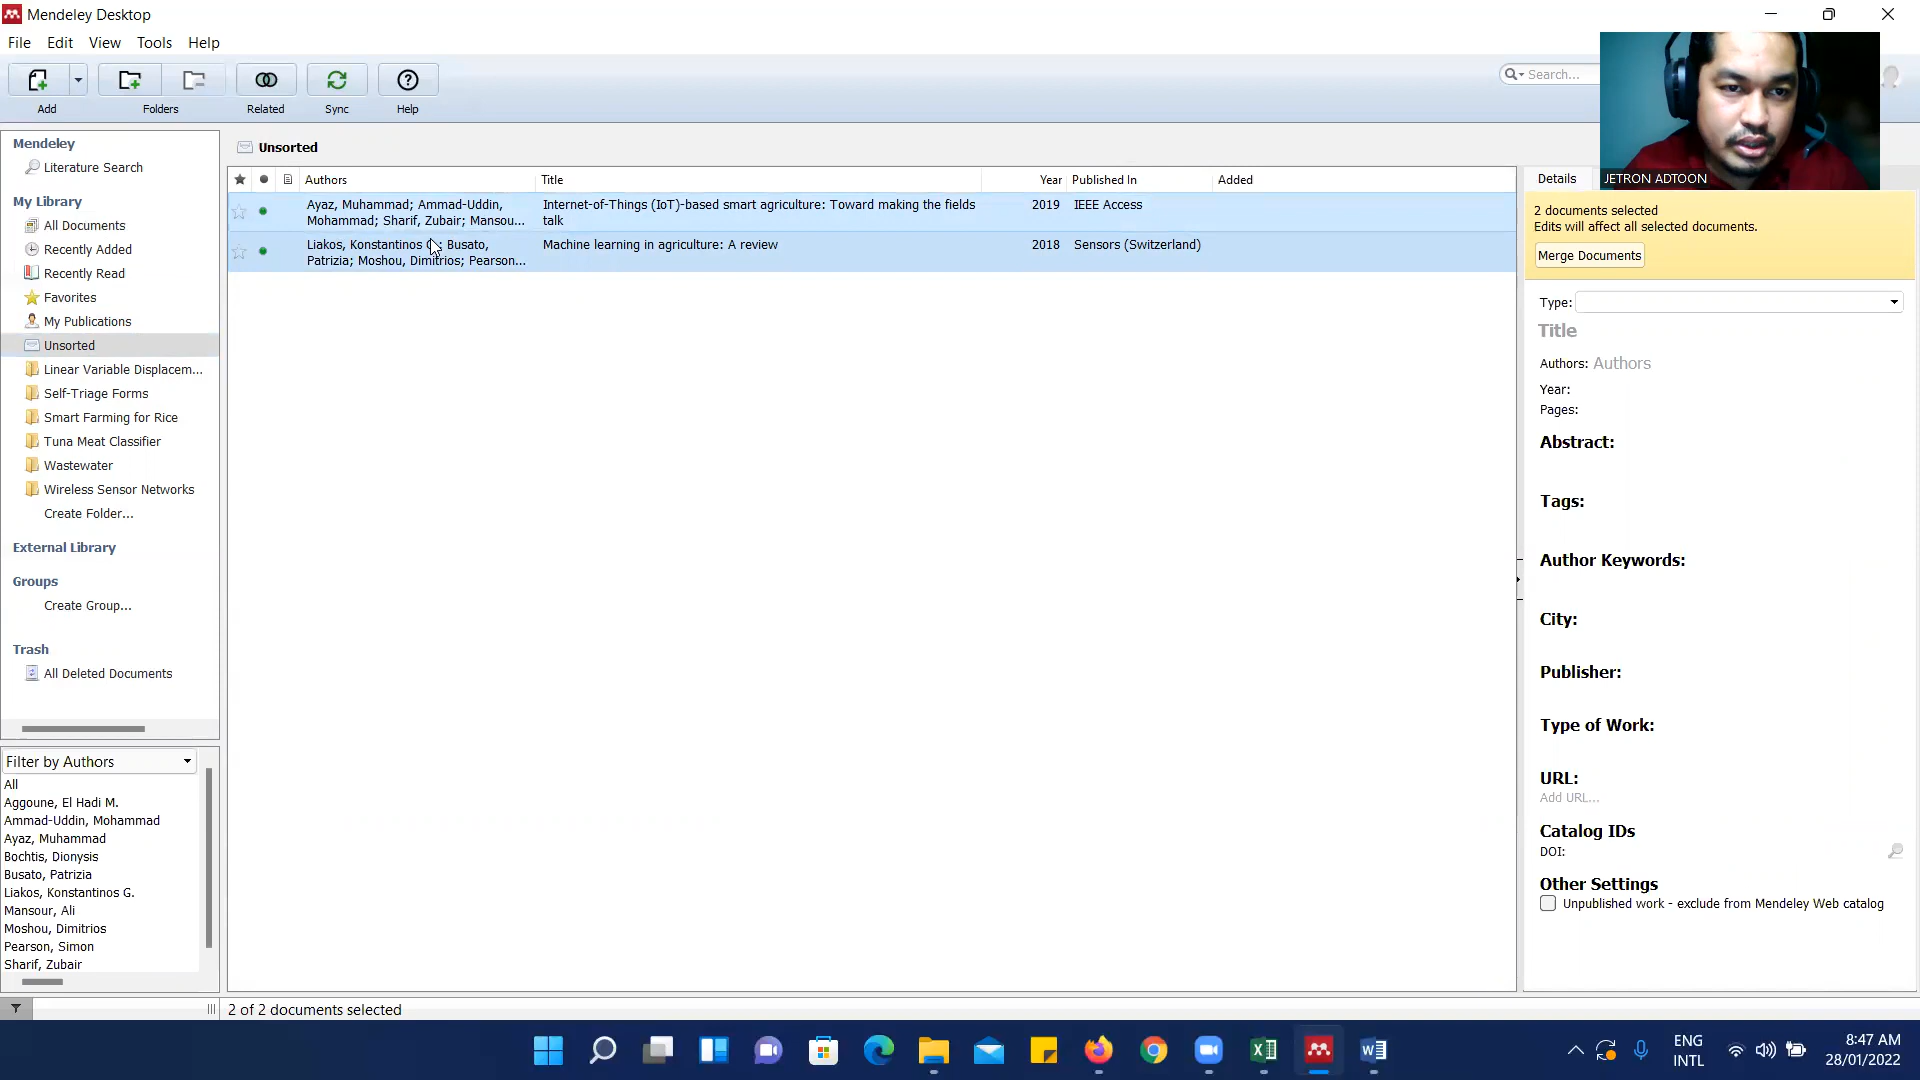 Mendeley Desktop
File Edit View Tools Help
Search...
Add Folders Related Sync Help
JETRON ADTOON
Mendeley
Literature Search
My Library
All Documents
Recently Added
Recently Read
Favorites
My Publications
Unsorted
Linear Variable Displacem...
Self-Triage Forms
Smart Farming for Rice
Tuna Meat Classifier
Wastewater
Wireless Sensor Networks
Create Folder...
External Library
Groups
Create Group...
Trash
All Deleted Documents
Filter by Authors
All
Aggoune, El Hadi M.
Ammad-Uddin, Mohammad
Ayaz, Muhammad
Bochtis, Dionysis
Busato, Patrizia
Liakos, Konstantinos G.
Mansour, Ali
Moshou, Dimitrios
Pearson, Simon
Sharif, Zubair
Unsorted
Authors Title Year Published In Added
Ayaz, Muhammad; Ammad-Uddin, Internet-of-Things (IoT)-based smart agriculture: Toward making the fields 2019 IEEE Access
Mohammad; Sharif, Zubair; Mansou... talk
Liakos, Konstantinos Busato, Machine learning in agriculture: A review 2018 Sensors (Switzerland)
Patrizia; Moshou, Dimitrios; Pearson...
2 of 2 documents selected
Details
2 documents selected
Edits will affect all selected documents.
Merge Documents
Type:
Title
Authors: Authors
Year:
Pages:
Abstract:
Tags:
Author Keywords:
City:
Publisher:
Type of Work:
URL:
Add URL...
Catalog IDs
DOI:
Other Settings
Unpublished work - exclude from Mendeley Web catalog
ENG
INTL
8:47 AM
28/01/2022